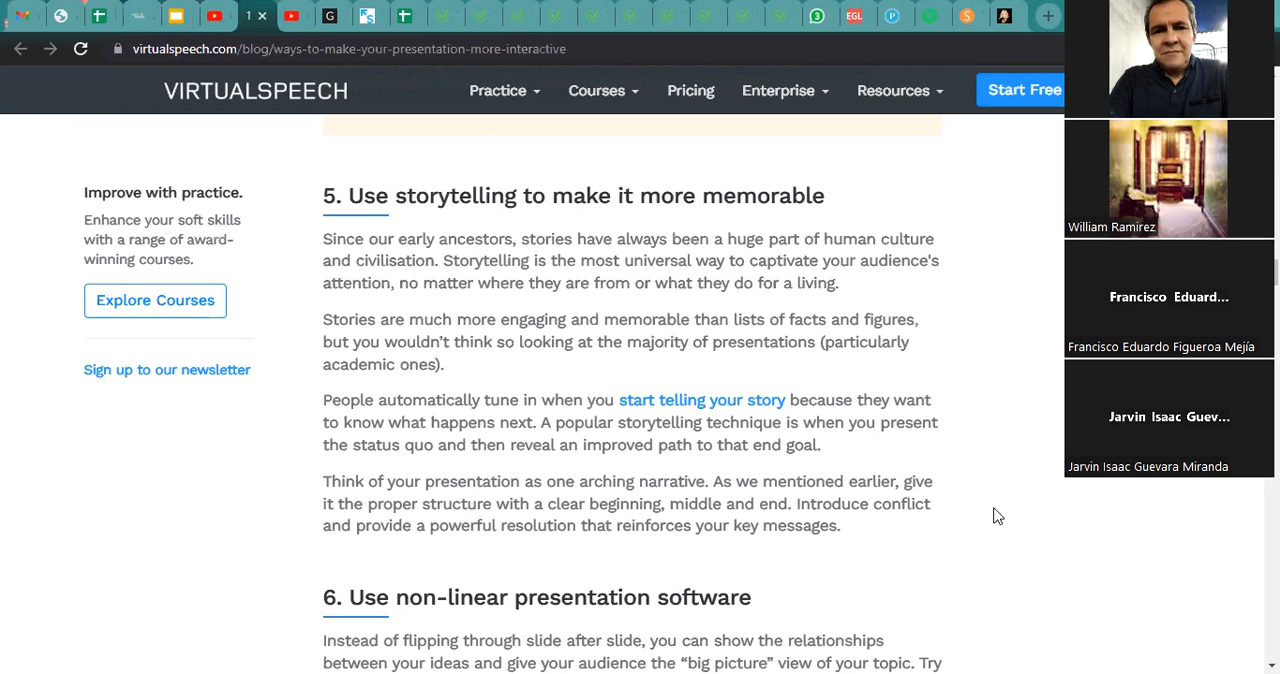 1
G
3
EGL
P
S
virtualspeech.com/blog/ways-to-make-your-presentation-more-interactive
VIRTUALSPEECH
Practice
Courses
Pricing
Enterprise
Resources
Start Free
Improve with practice.
Enhance your soft skills
with a range of award-
winning courses.
Explore Courses
Sign up to our newsletter
5. Use storytelling to make it more memorable
Since our early ancestors, stories have always been a huge part of human culture
and civilisation. Storytelling is the most universal way to captivate your audience's
attention, no matter where they are from or what they do for a living.
Stories are much more engaging and memorable than lists of facts and figures,
but you wouldn't think so looking at the majority of presentations (particularly
academic ones).
People automatically tune in when you start telling your story because they want
to know what happens next. A popular storytelling technique is when you present
the status quo and then reveal an improved path to that end goal.
Think of your presentation as one arching narrative. As we mentioned earlier, give
it the proper structure with a clear beginning, middle and end. Introduce conflict
and provide a powerful resolution that reinforces your key messages.
6. Use non-linear presentation software
Instead of flipping through slide after slide, you can show the relationships
between your ideas and give your audience the “big picture” view of your topic. Try
William Ramirez
Francisco Eduard...
Francisco Eduardo Figueroa Mejía
Jarvin Isaac Guev...
Jarvin Isaac Guevara Miranda